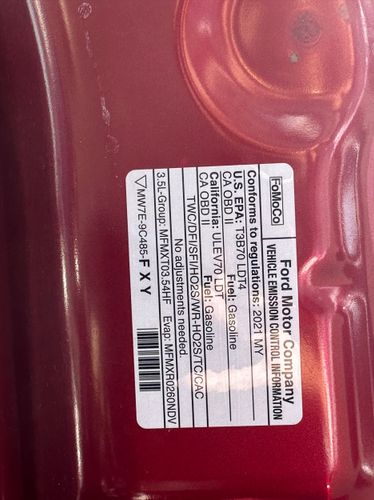 FoMoCo
Ford Motor Company
VEHICLE EMISSION CONTROL INFORMATION
Conforms to regulations: 2021 MY
U.S. EPA: T3B70 LDT4 Fuel: Gasoline
CA OBD II
California: ULEV70 LDT Fuel: Gasoline
CA OBD II
TWC/DFI/SFI/HO2S/WR-HO2S/TC/CAC
No adjustments needed.
3.5L-Group: MFMXT03.54HF Evap: MFMXR0260NDV
▽MW7E-9C485-F X Y